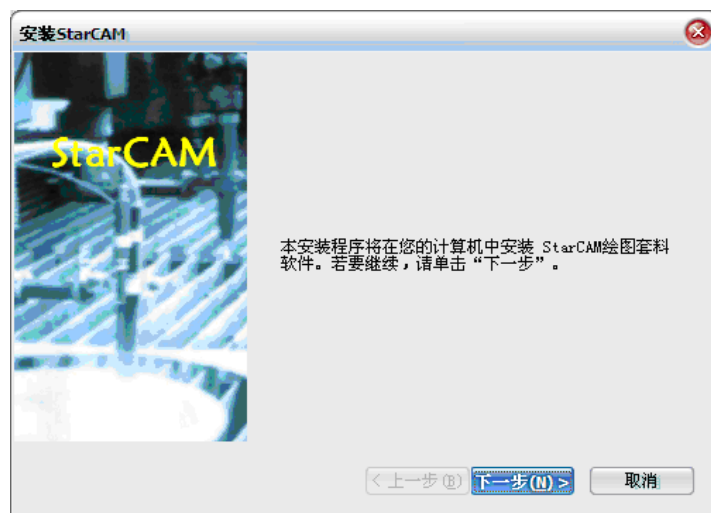 安装StarCAM
StarCAM
本安装程序将在您的计算机中安装 StarCAM绘图套料
软件。若要继续，请单击“下一步”。
< 上一步(B)
下一步(N) >
取消